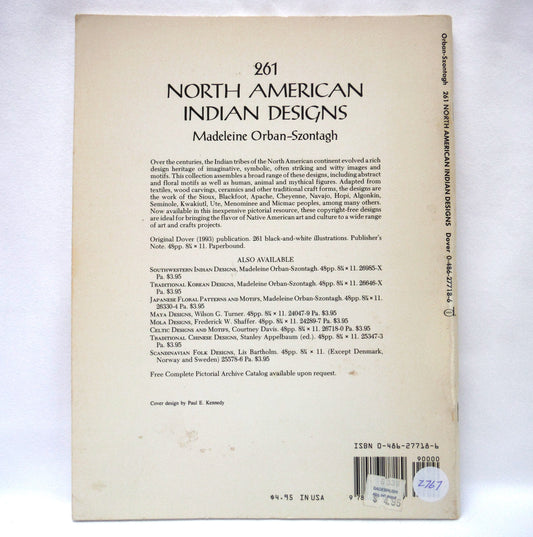 261
NORTH AMERICAN
INDIAN DESIGNS
Madeleine Orban-Szontagh
Over the centuries, the Indian tribes of the North American continent evolved a rich
design heritage of imaginative, symbolic, often striking and witty images and
motifs. This collection assembles a broad range of these designs, including abstract
and floral motifs as well as human, animal and mythical figures. Adapted from
textiles, wood carvings, ceramics and other traditional craft forms, the designs are
the work of the Sioux, Blackfoot, Apache, Cheyenne, Navajo, Hopi, Algonkin,
Seminole, Kwakiutl, Ute, Menominee and Micmac peoples, among many others.
Now available in this inexpensive pictorial resource, these copyright-free designs
are ideal for bringing the flavor of Native American art and culture to a wide range
of art and crafts projects.
Original Dover (1993) publication. 261 black-and-white illustrations. Publisher's
Note. 48pp. 8¼ × 11. Paperbound.
ALSO AVAILABLE
SOUTHWESTERN INDIAN DESIGNS, Madeleine Orban-Szontagh. 48pp. 8¼ × 11. 26985-X
Pa. $3.95
TRADITIONAL KOREAN DESIGNS, Madeleine Orban-Szontagh. 48pp. 8¼ × 11. 26646-X
Pa. $3.95
JAPANESE FLORAL PATTERNS AND MOTIFS, Madeleine Orban-Szontagh. 48pp. 8¼ × 11.
26330-4 Pa. $3.95
MAYA DESIGNS, Wilson G. Turner. 48pp. 8¼ × 11. 24047-9 Pa. $3.95
MOLA DESIGNS, Frederick W. Shaffer. 48pp. 8¼ × 11. 24289-7 Pa. $3.95
CELTIC DESIGNS AND MOTIFS, Courtney Davis. 48pp. 8¼ × 11. 26718-0 Pa. $3.95
TRADITIONAL CHINESE DESIGNS, Stanley Appelbaum (ed.). 48pp. 8¼ × 11. 25347-3
Pa. $3.95
SCANDINAVIAN FOLK DESIGNS, Lis Bartholm. 48pp. 8¼ × 11. (Except Denmark,
Norway and Sweden) 25578-6 Pa. $3.95
Free Complete Pictorial Archive Catalog available upon request.
Cover design by Paul E. Kennedy
ISBN 0-486-27718-6
90000
$4.95 IN USA
9 78
2767
Orban-Szontagh 261 NORTH AMERICAN INDIAN DESIGNS Dover 0-486-27718-6